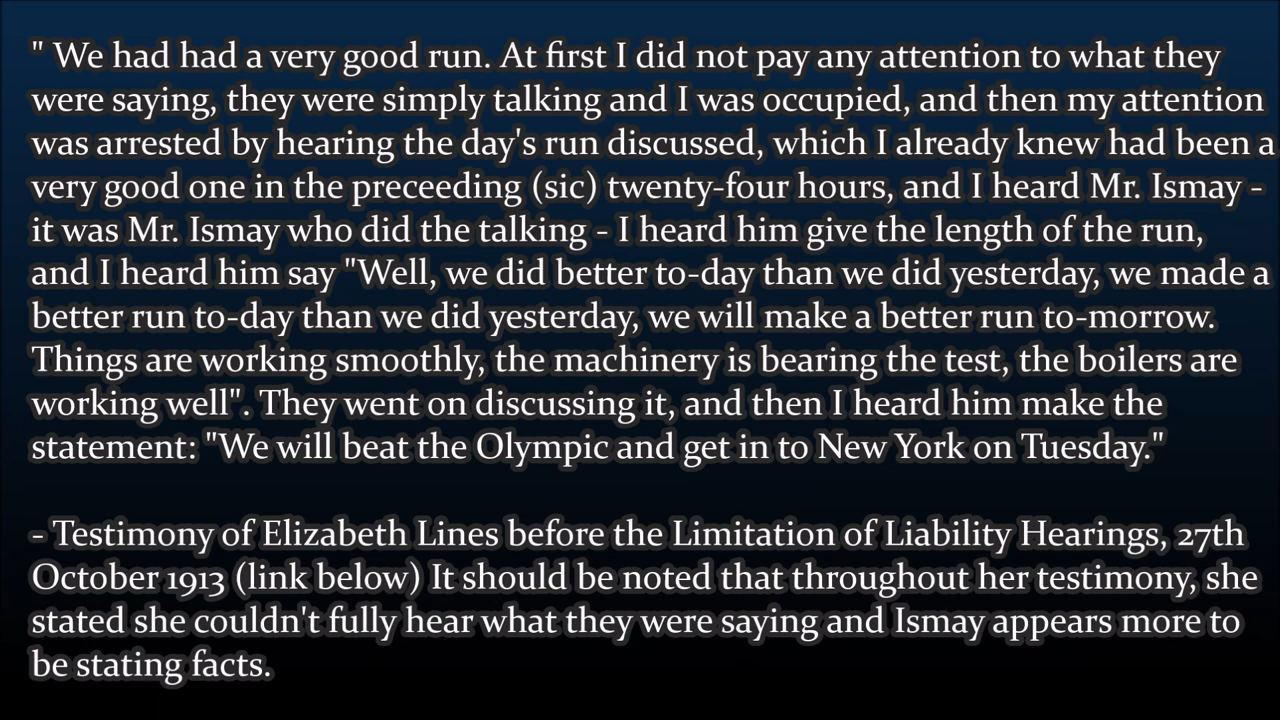 " We had had a very good run. At first I did not pay any attention to what they
were saying, they were simply talking and I was occupied, and then my attention
was arrested by hearing the day's run discussed, which I already knew had been a
very good one in the preceeding (sic) twenty-four hours, and I heard Mr. Ismay -
it was Mr. Ismay who did the talking - I heard him give the length of the run,
and I heard him say "Well, we did better to-day than we did yesterday, we made a
better run to-day than we did yesterday, we will make a better run to-morrow.
Things are working smoothly, the machinery is bearing the test, the boilers are
working well". They went on discussing it, and then I heard him make the
statement: "We will beat the Olympic and get in to New York on Tuesday."
- Testimony of Elizabeth Lines before the Limitation of Liability Hearings, 27th
October 1913 (link below) It should be noted that throughout her testimony, she
stated she couldn't fully hear what they were saying and Ismay appears more to
be stating facts.